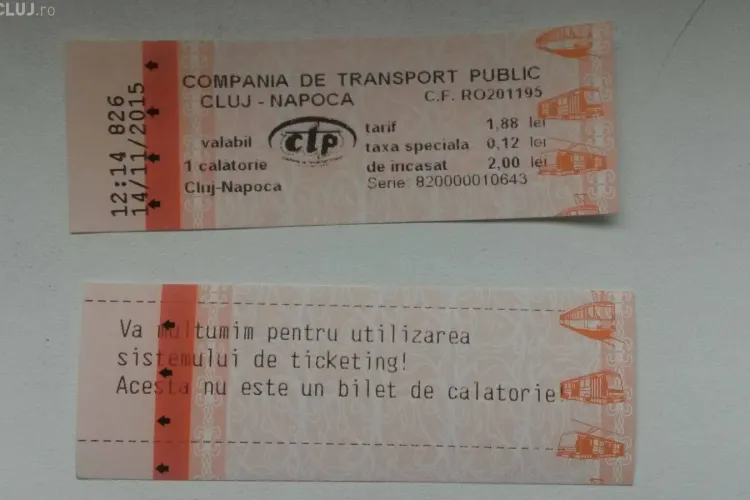 CLUJ.ro
12:14 826
14/11/2015
COMPANIA DE TRANSPORT PUBLIC
CLUJ - NAPOCA
C.F. RO201195
valabil
1 calatorie
Cluj-Napoca
ctp
tarif 1,88 lei
taxa speciala 0,12 lei
de incasat 2,00 lei
Serie: 820000010643
Va multumim pentru utilizarea
sistemului de ticketing!
Acesta nu este un bilet de calatorie